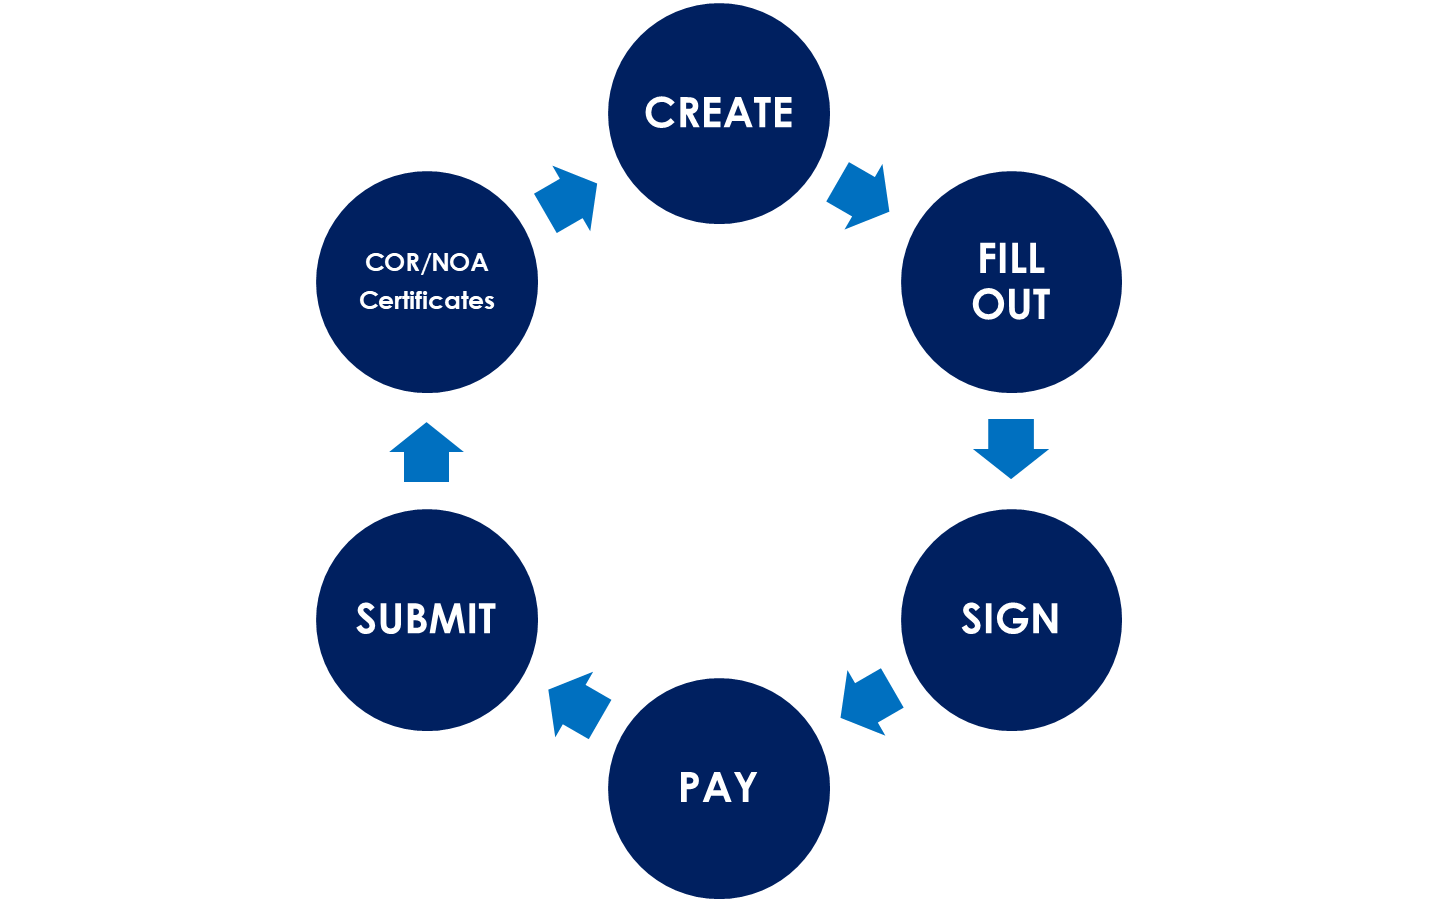 CREATE
FILL
OUT
SIGN
PAY
SUBMIT
COR/NOA
Certificates